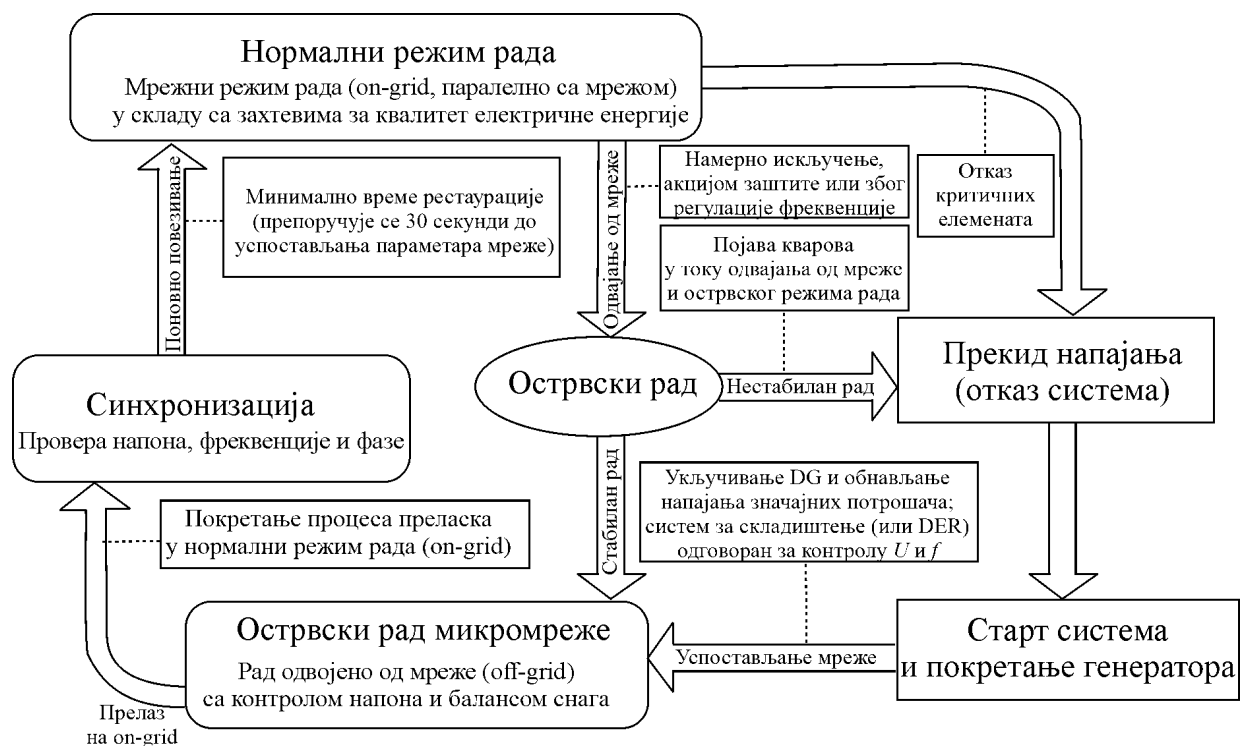 Нормални режим рада
Мрежни режим рада (on-grid, паралелно са мрежом)
у складу са захтевима за квалитет електричне енергије
Поновно повезивање
Минимално време рестаурације
(препоручује се 30 секунди до
успостављања параметара мреже)
Одвајање од мреже
Намерно искључење,
акцијом заштите или због
регулације фреквенције
Отказ
критичних
елемената
Појава кварова
у току одвајања од мреже
и острвског режима рада
Синхронизација
Провера напона, фреквенције и фазе
Острвски рад
Нестабилан рад
Прекид напајања
(отказ система)
Покретање процеса преласка
у нормални режим рада (on-grid)
Стабилан рад
Укључивање DG и обнављање
напајања значајних потрошача;
систем за складиштење (или DER)
одговоран за контролу U и f
Острвски рад микромреже
Рад одвојено од мреже (off-grid)
са контролом напона и балансом снага
Успостављање мреже
Старт система
и покретање генератора
Прелаз
на on-grid